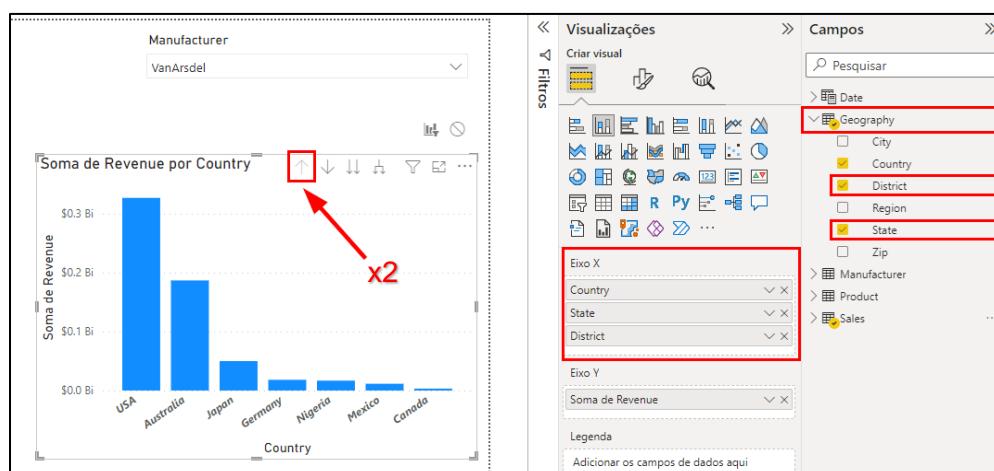 Manufacturer
VanArsdel
Soma de Revenue por Country
x2
Soma de Revenue
$0.3 Bi
$0.2 Bi
$0.1 Bi
$0.0 Bi
USA
Australia
Japan
Germany
Nigeria
Mexico
Canada
Country
Filtros
Visualizações
Criar visual
123
R
Py
Eixo X
Country
State
District
Eixo Y
Soma de Revenue
Legenda
Adicionar os campos de dados aqui
Campos
Pesquisar
Date
Geography
City
Country
District
Region
State
Zip
Manufacturer
Product
Sales